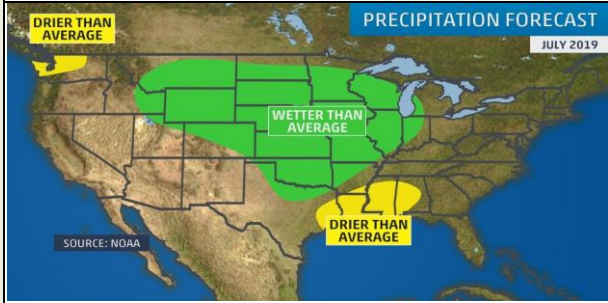 DRIER THAN
AVERAGE
PRECIPITATION FORECAST
JULY 2019
WETTER THAN
AVERAGE
DRIER THAN
AVERAGE
SOURCE: NOAA